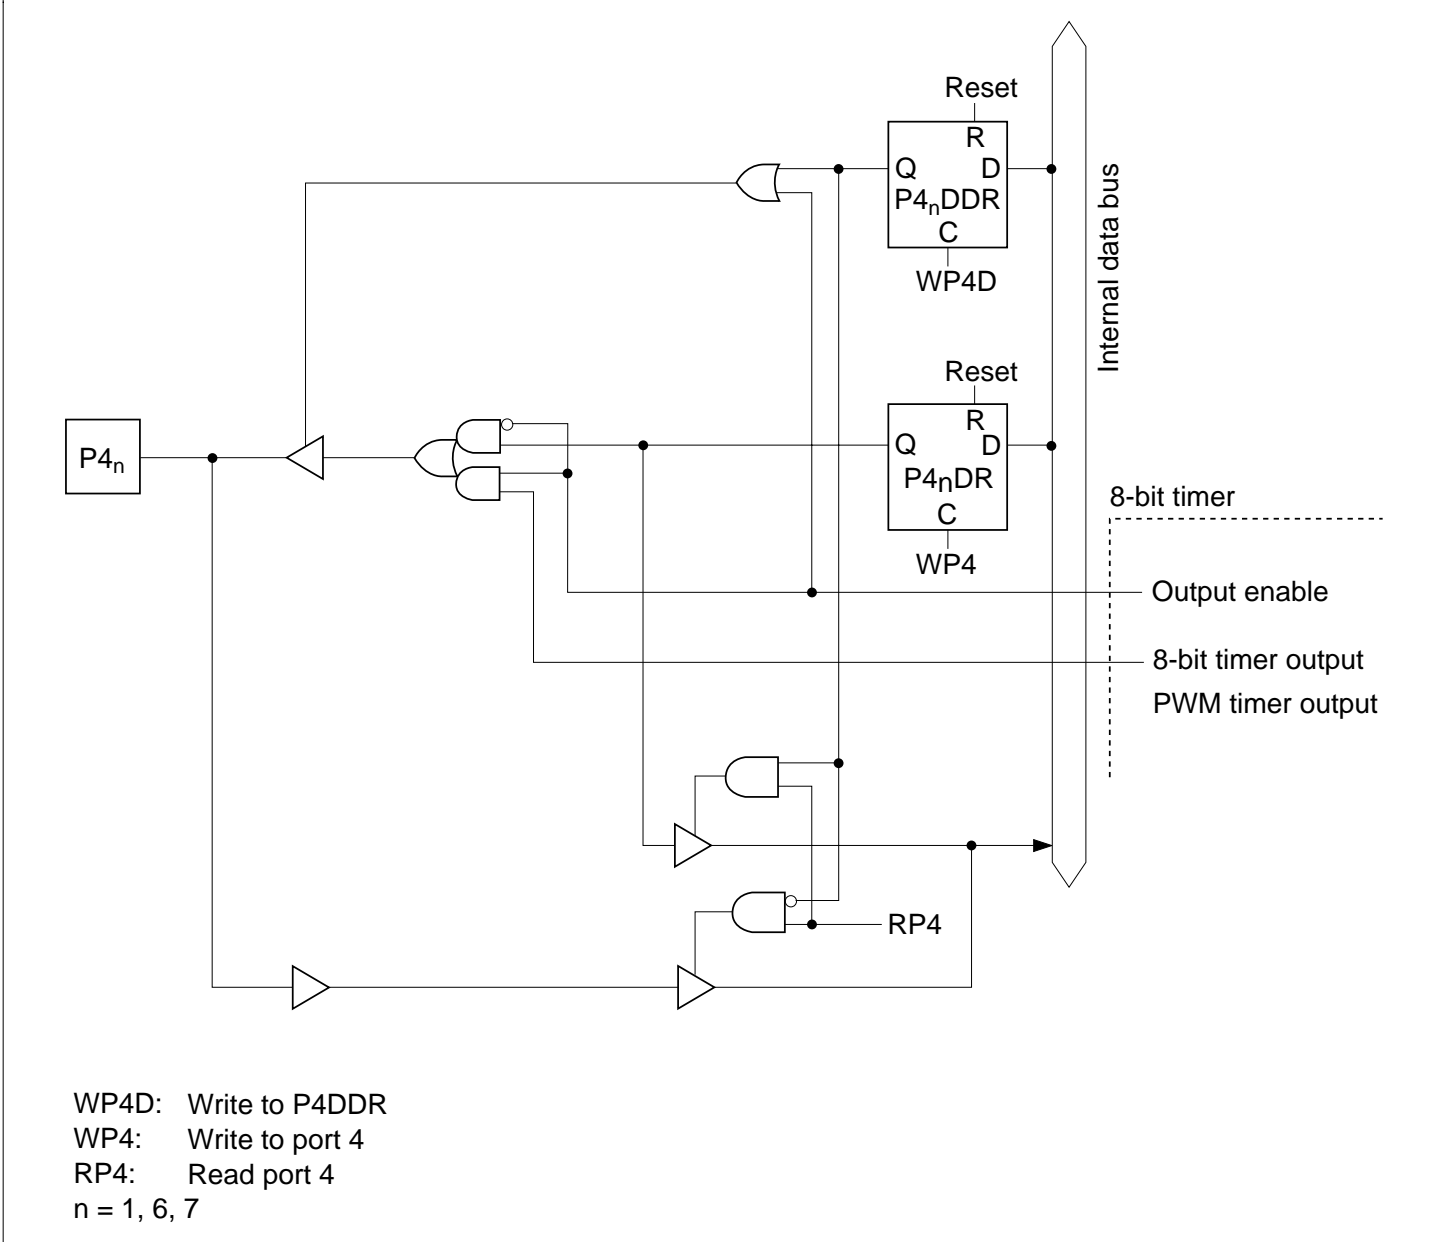 Reset
R
Q D
P4nDDR
C
WP4D
Internal data bus
Reset
R
Q D
P4nDR
C
WP4
P4n
8-bit timer
Output enable
8-bit timer output
PWM timer output
RP4
WP4D: Write to P4DDR
WP4: Write to port 4
RP4: Read port 4
n = 1, 6, 7